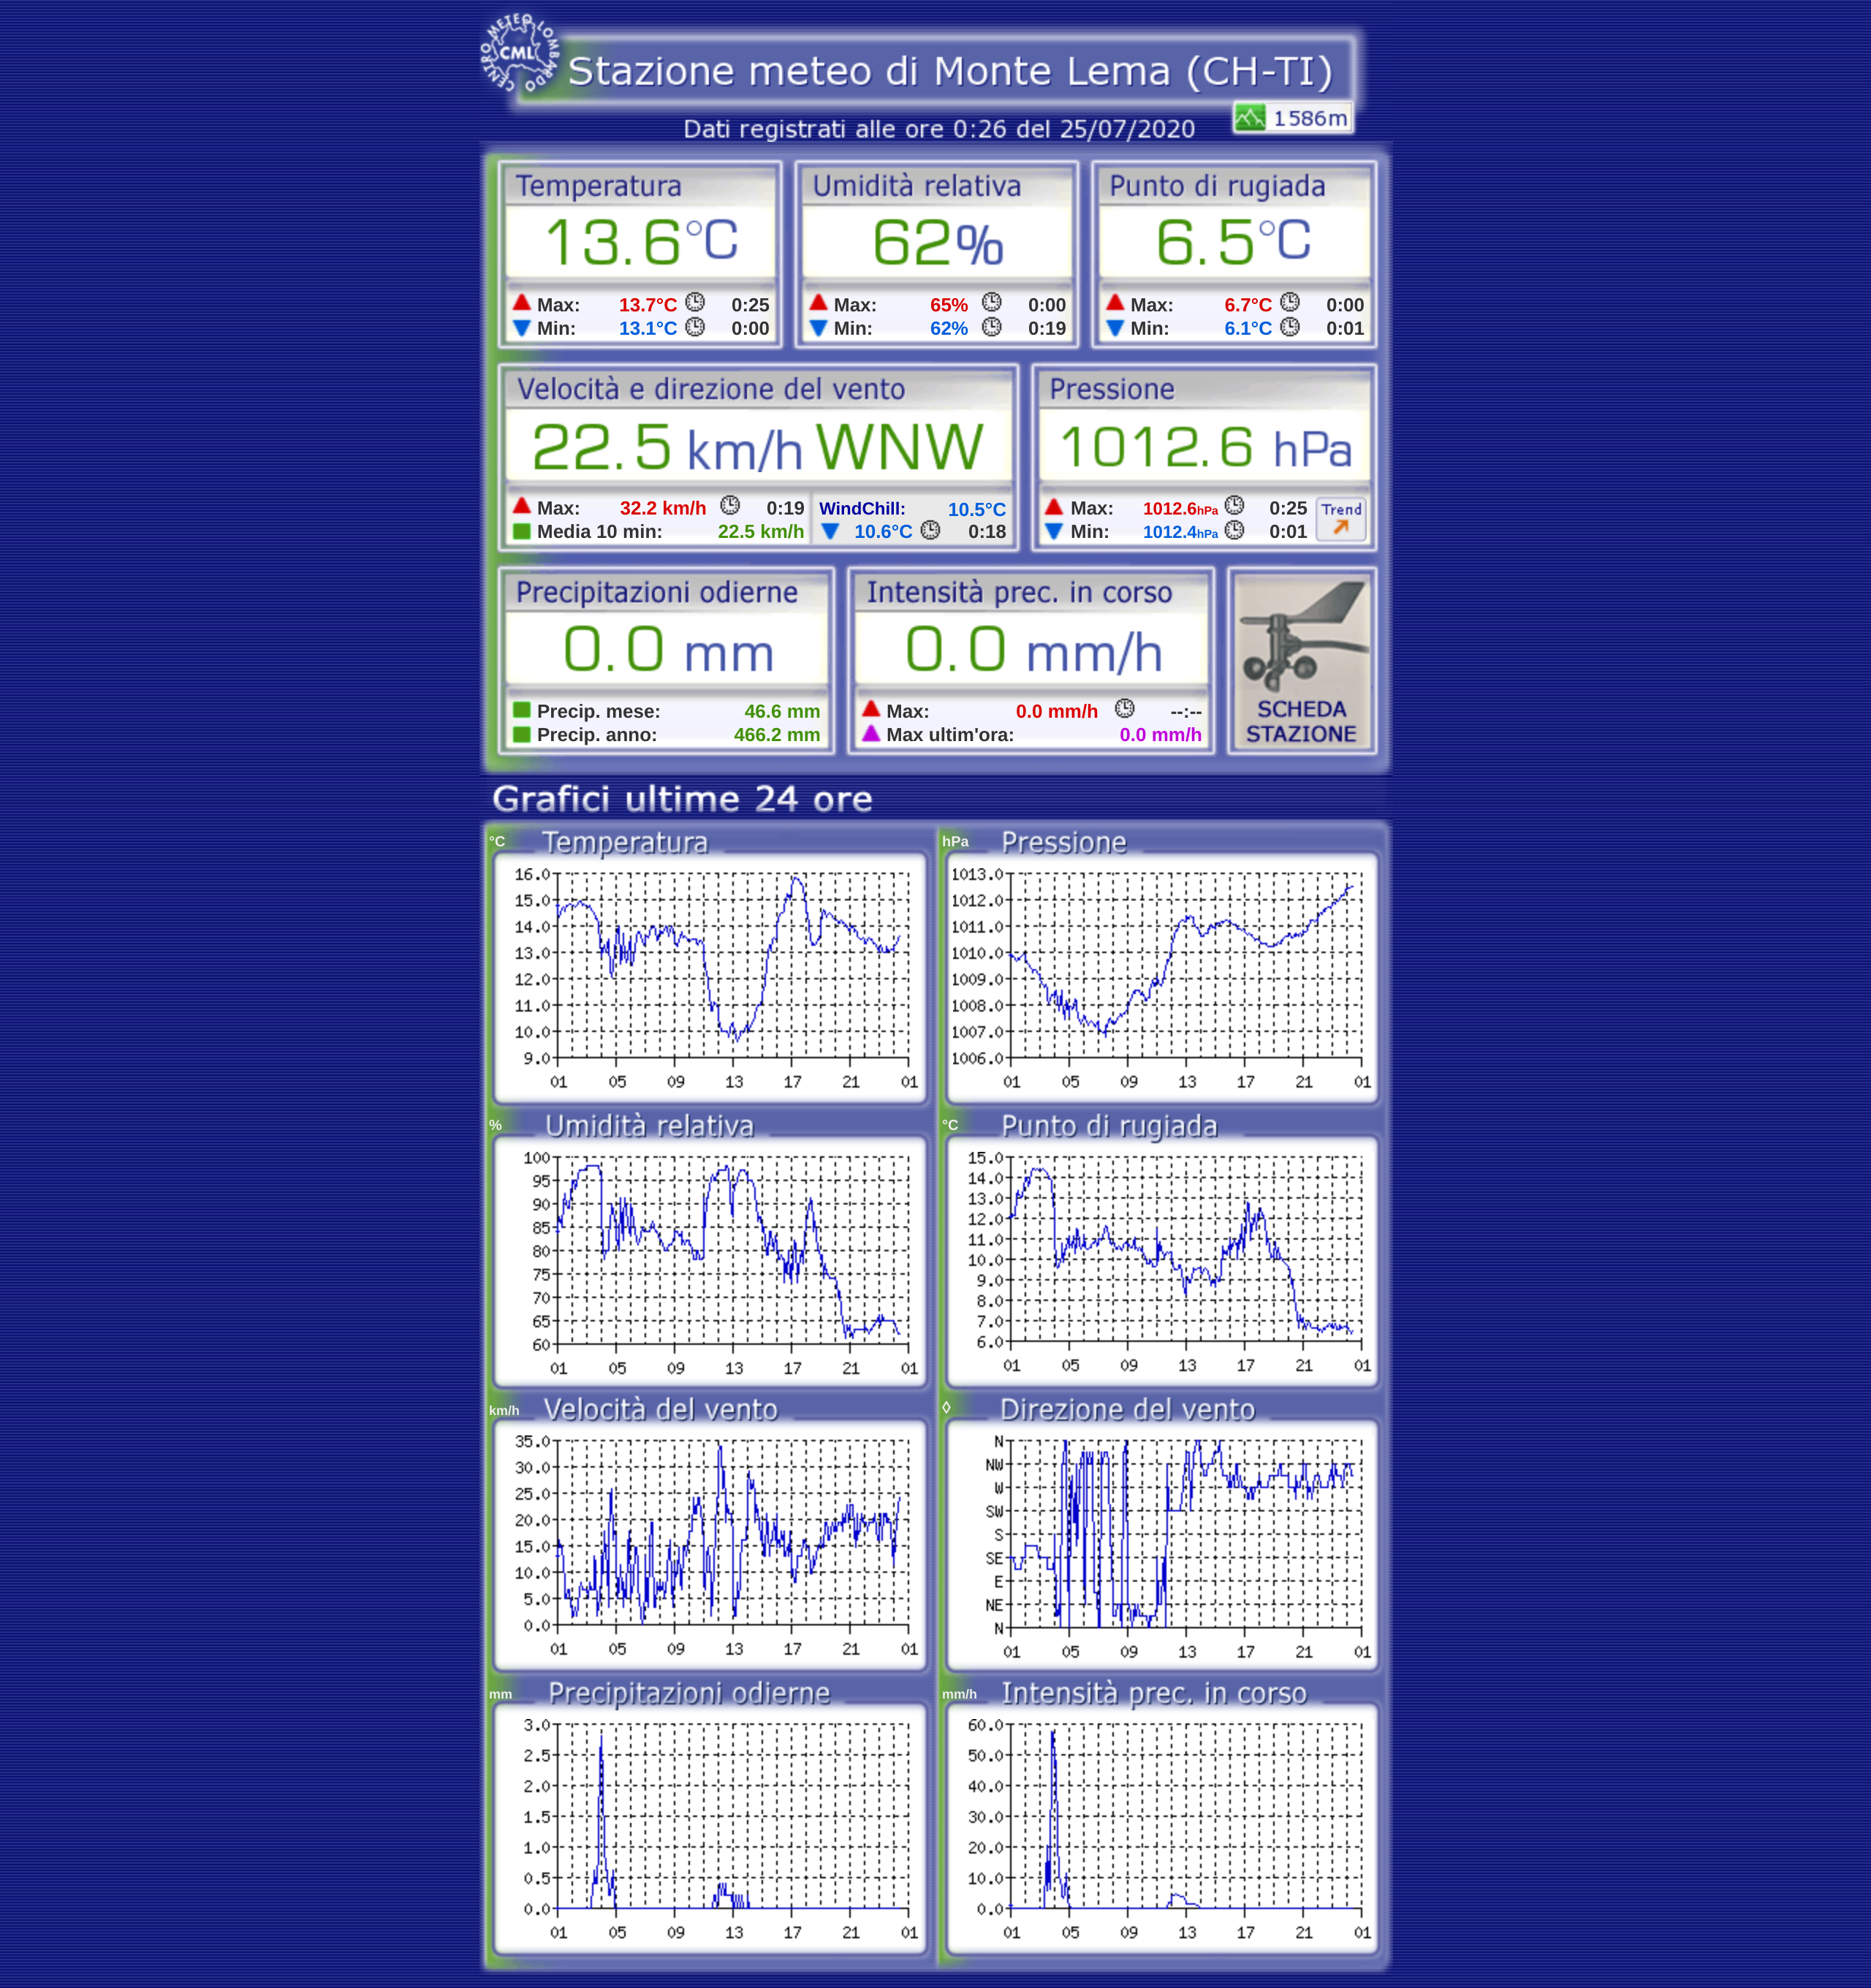 CENTRO METEO LOMBARDO
CML
Stazione meteo di Monte Lema (CH-TI)
1586m
Dati registrati alle ore 0:26 del 25/07/2020
Temperatura
13.6°C
Max: 13.7°C 0:25
Min: 13.1°C 0:00
Umidità relativa
62%
Max: 65% 0:00
Min: 62% 0:19
Punto di rugiada
6.5°C
Max: 6.7°C 0:00
Min: 6.1°C 0:01
Velocità e direzione del vento
22.5 km/h WNW
Max: 32.2 km/h 0:19
Media 10 min: 22.5 km/h
WindChill: 10.5°C
10.6°C 0:18
Pressione
1012.6 hPa
Max: 1012.6hPa 0:25
Min: 1012.4hPa 0:01
Trend
Precipitazioni odierne
0.0 mm
Precip. mese: 46.6 mm
Precip. anno: 466.2 mm
Intensità prec. in corso
0.0 mm/h
Max: 0.0 mm/h --:--
Max ultim'ora: 0.0 mm/h
SCHEDA
STAZIONE
Grafici ultime 24 ore
°C Temperatura
16.0
15.0
14.0
13.0
12.0
11.0
10.0
9.0
01 05 09 13 17 21 01
hPa Pressione
1013.0
1012.0
1011.0
1010.0
1009.0
1008.0
1007.0
1006.0
01 05 09 13 17 21 01
% Umidità relativa
100
95
90
85
80
75
70
65
60
01 05 09 13 17 21 01
°C Punto di rugiada
15.0
14.0
13.0
12.0
11.0
10.0
9.0
8.0
7.0
6.0
01 05 09 13 17 21 01
km/h Velocità del vento
35.0
30.0
25.0
20.0
15.0
10.0
5.0
0.0
01 05 09 13 17 21 01
◊ Direzione del vento
N
NW
W
SW
S
SE
E
NE
N
01 05 09 13 17 21 01
mm Precipitazioni odierne
3.0
2.5
2.0
1.5
1.0
0.5
0.0
01 05 09 13 17 21 01
mm/h Intensità prec. in corso
60.0
50.0
40.0
30.0
20.0
10.0
0.0
01 05 09 13 17 21 01